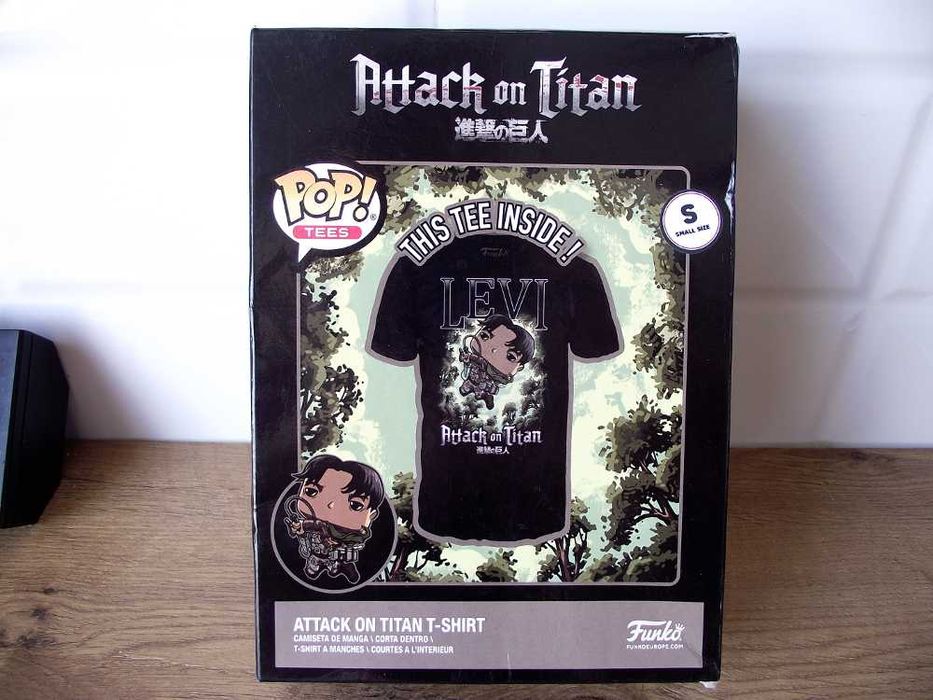 Attack on Titan
進撃の巨人
POP!
TEES
S
SMALL SIZE
THIS TEE INSIDE!
Funko
LEVI
Attack on Titan
進撃の巨人
ATTACK ON TITAN T-SHIRT
CAMISETA DE MANGA \ CORTA DENTRO \
T-SHIRT A MANCHES \ COURTES A L'INTERIEUR
Funko
FUNKOEUROPE.COM